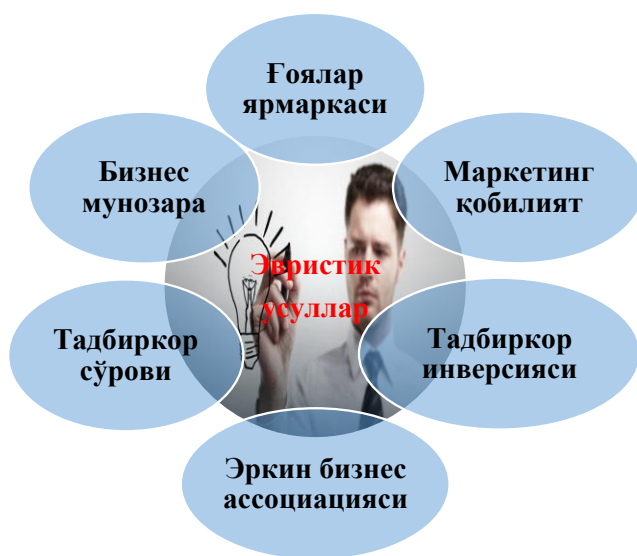 Ғоялар
ярмаркаси
Маркетинг
қобилият
Тадбиркор
инверсияси
Эркин бизнес
ассоциацияси
Тадбиркор
сўрови
Бизнес
мунозара
Эвристик
усуллар